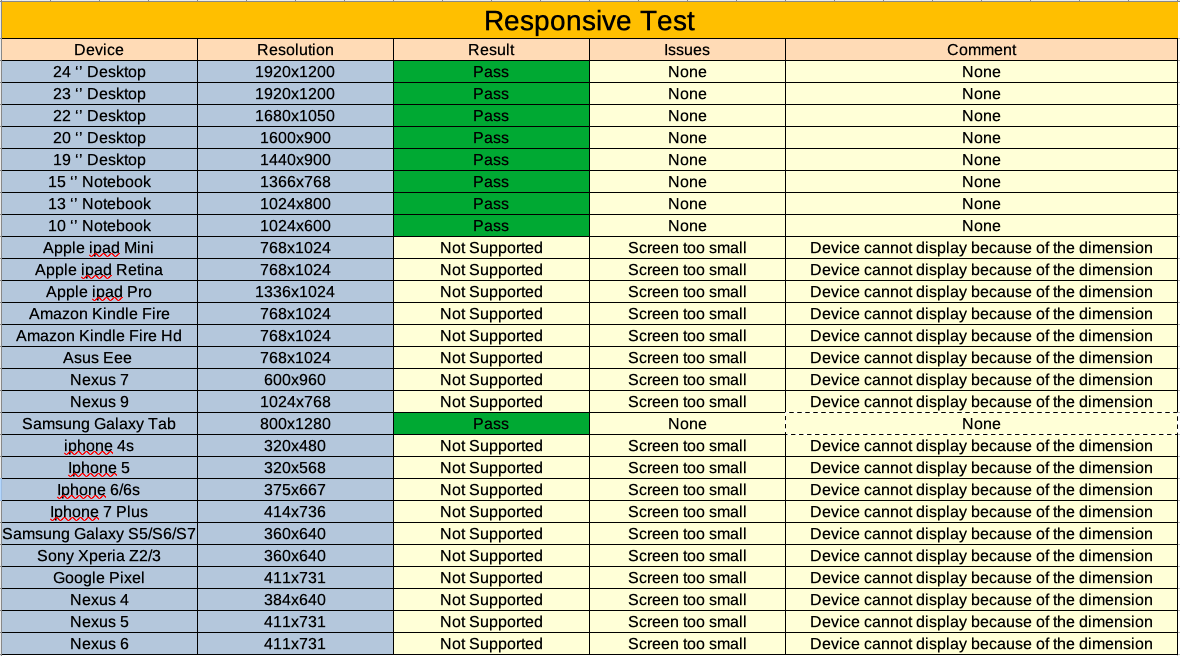 Responsive Test
Device Resolution Result Issues Comment
24 ‘’ Desktop 1920x1200 Pass None None
23 ‘’ Desktop 1920x1200 Pass None None
22 ‘’ Desktop 1680x1050 Pass None None
20 ‘’ Desktop 1600x900 Pass None None
19 ‘’ Desktop 1440x900 Pass None None
15 ‘’ Notebook 1366x768 Pass None None
13 ‘’ Notebook 1024x800 Pass None None
10 ‘’ Notebook 1024x600 Pass None None
Apple ipad Mini 768x1024 Not Supported Screen too small Device cannot display because of the dimension
Apple ipad Retina 768x1024 Not Supported Screen too small Device cannot display because of the dimension
Apple ipad Pro 1336x1024 Not Supported Screen too small Device cannot display because of the dimension
Amazon Kindle Fire 768x1024 Not Supported Screen too small Device cannot display because of the dimension
Amazon Kindle Fire Hd 768x1024 Not Supported Screen too small Device cannot display because of the dimension
Asus Eee 768x1024 Not Supported Screen too small Device cannot display because of the dimension
Nexus 7 600x960 Not Supported Screen too small Device cannot display because of the dimension
Nexus 9 1024x768 Not Supported Screen too small Device cannot display because of the dimension
Samsung Galaxy Tab 800x1280 Pass None None
iphone 4s 320x480 Not Supported Screen too small Device cannot display because of the dimension
Iphone 5 320x568 Not Supported Screen too small Device cannot display because of the dimension
Iphone 6/6s 375x667 Not Supported Screen too small Device cannot display because of the dimension
Iphone 7 Plus 414x736 Not Supported Screen too small Device cannot display because of the dimension
Samsung Galaxy S5/S6/S7 360x640 Not Supported Screen too small Device cannot display because of the dimension
Sony Xperia Z2/3 360x640 Not Supported Screen too small Device cannot display because of the dimension
Google Pixel 411x731 Not Supported Screen too small Device cannot display because of the dimension
Nexus 4 384x640 Not Supported Screen too small Device cannot display because of the dimension
Nexus 5 411x731 Not Supported Screen too small Device cannot display because of the dimension
Nexus 6 411x731 Not Supported Screen too small Device cannot display because of the dimension